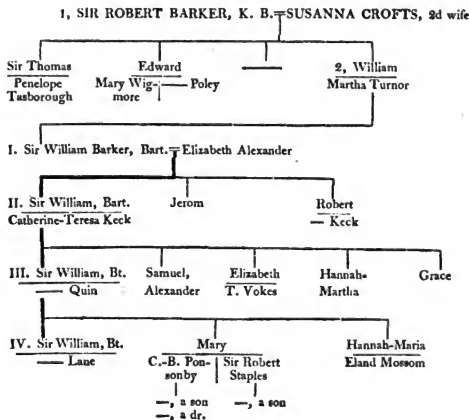 1, SIR ROBERT BARKER, K. B.=SUSANNA CROFTS, 2d wife
Sir Thomas
Penelope
Tasborough
Edward
Mary Wig-
more
— Poley
———
2, William
Martha Turnor
I. Sir William Barker, Bart.=Elizabeth Alexander
II. Sir William, Bart.
Catherine-Teresa Keck
Jerom
Robert
— Keck
III. Sir William, Bt.
—— Quin
Samuel,
Alexander
Elizabeth
T. Vokes
Hannah-
Martha
Grace
IV. Sir William, Bt.
—— Lane
Mary
C.-B. Pon-
sonby
—, a son
—, a dr.
Sir Robert
Staples
—, a son
Hannah-Maria
Eland Mossom